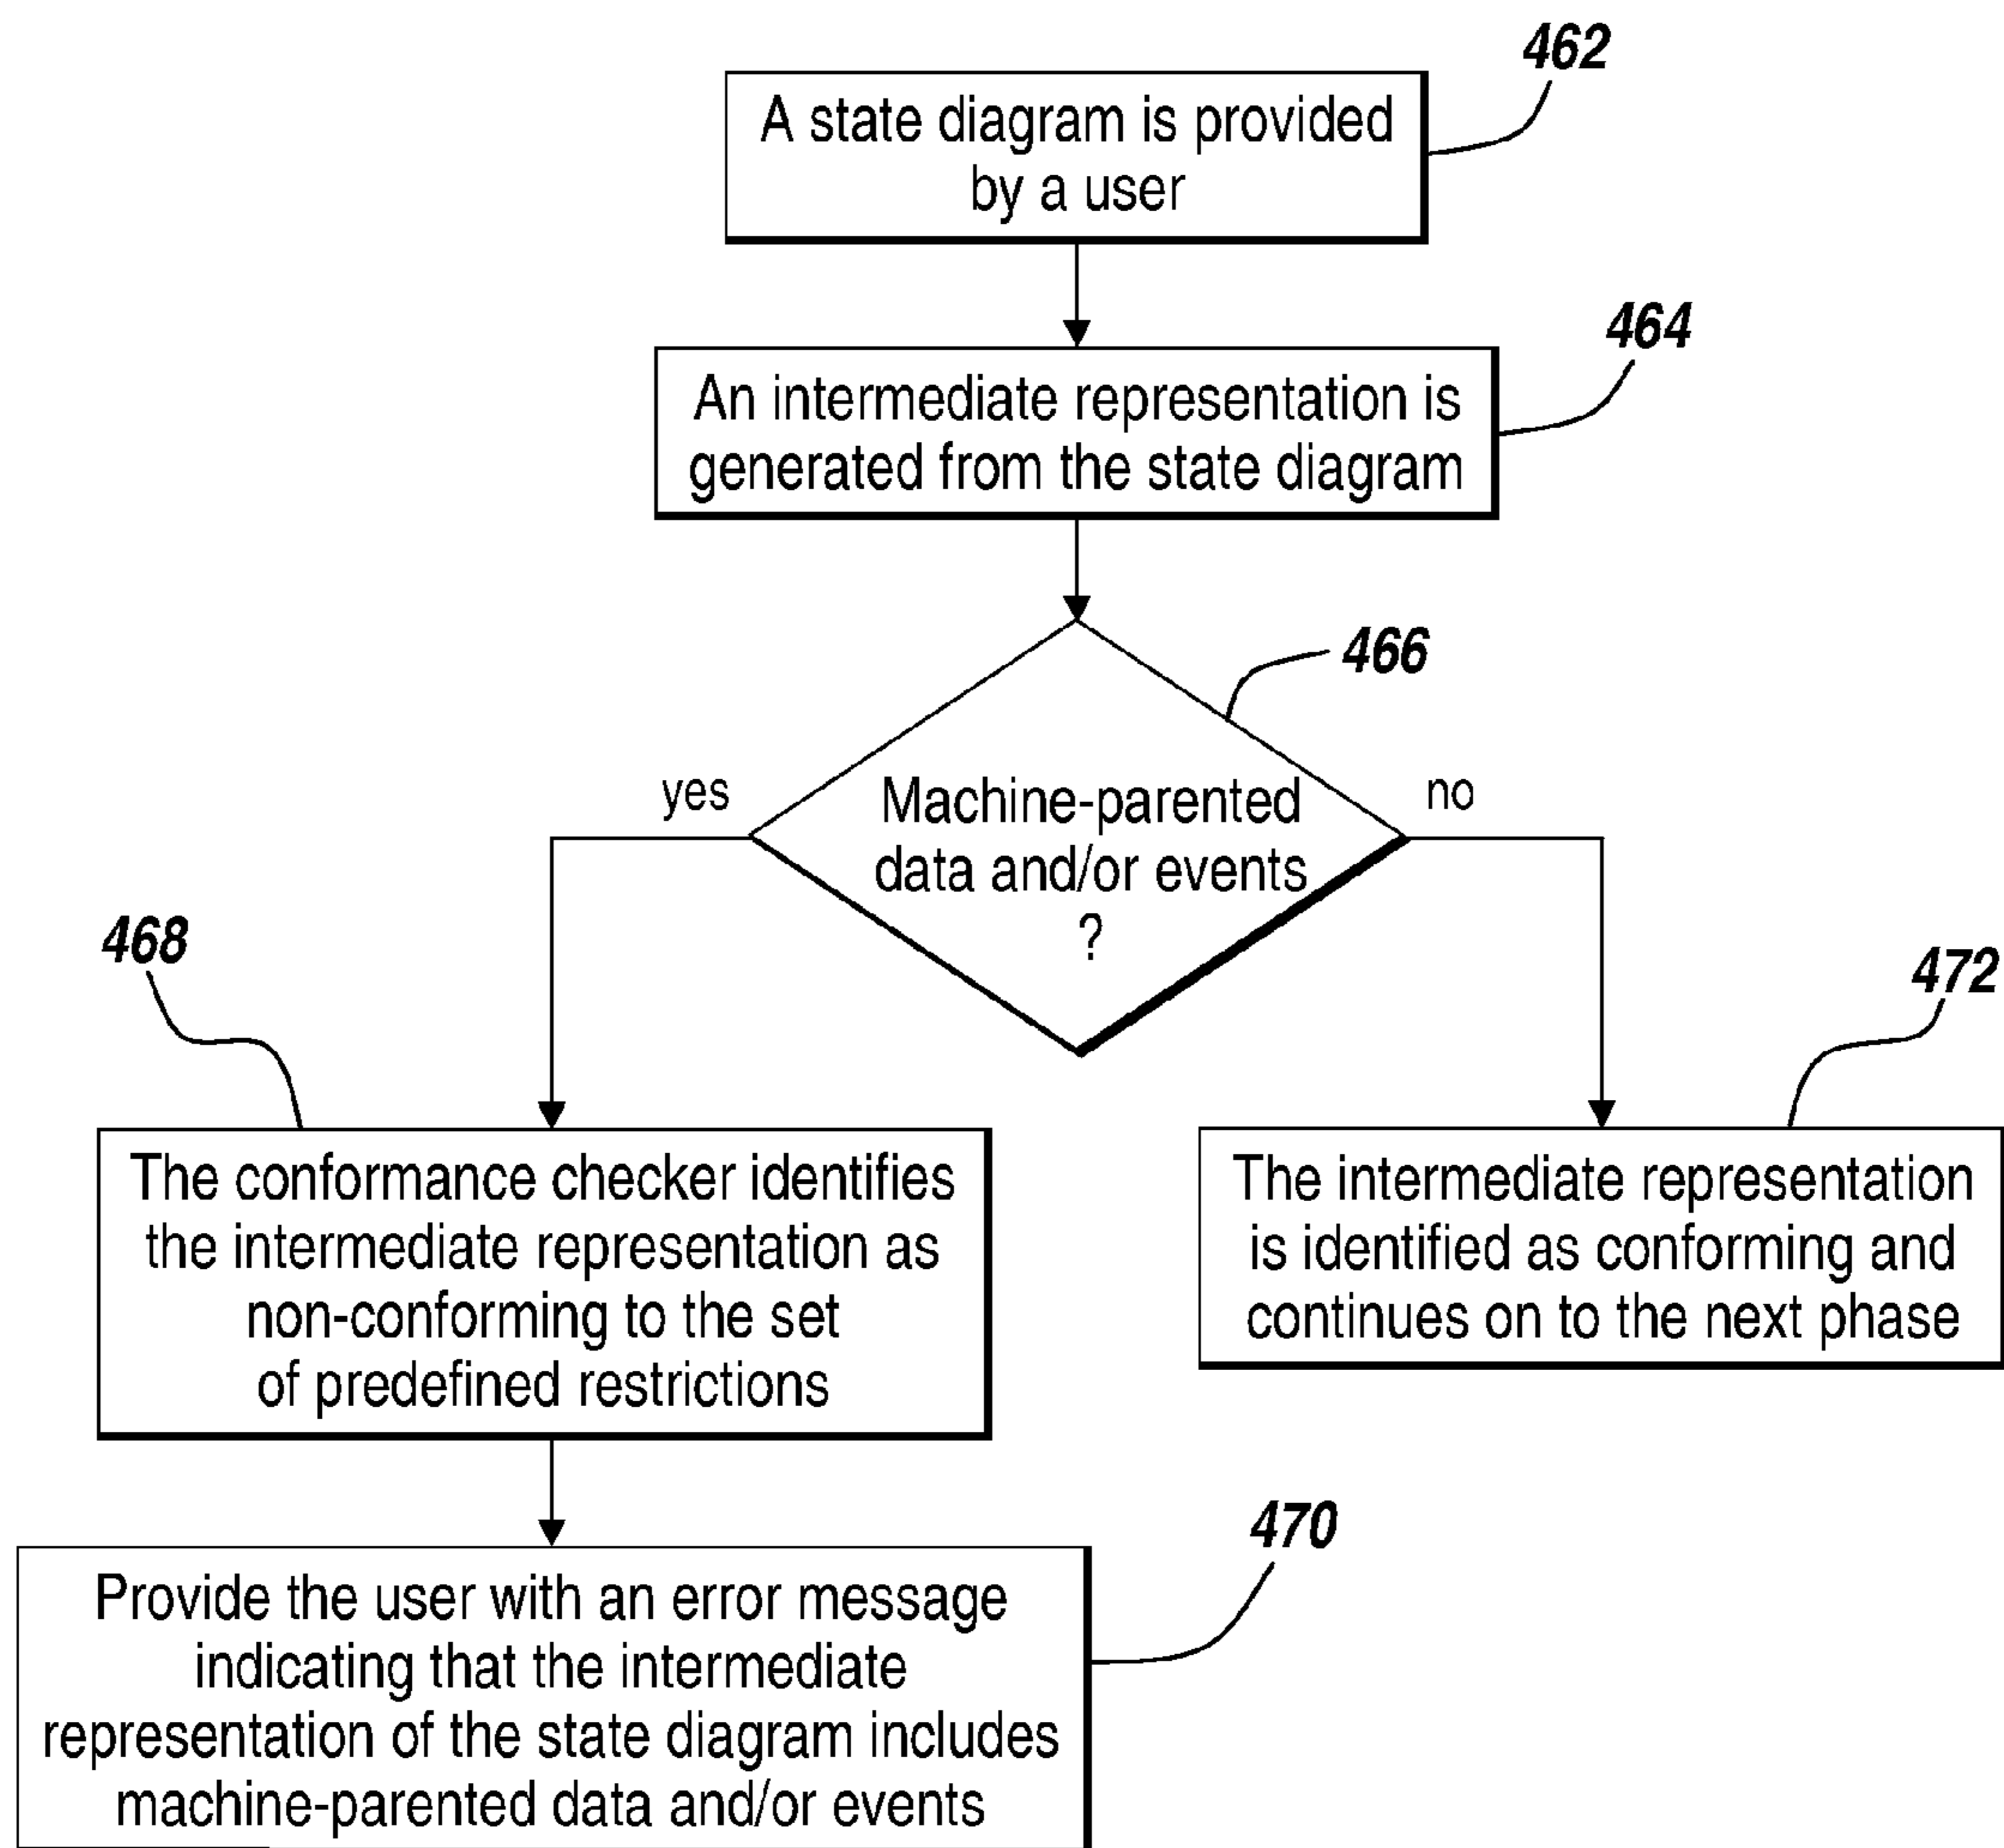 462
A state diagram is provided
by a user
464
An intermediate representation is
generated from the state diagram
466
yes
Machine-parented
data and/or events
?
no
468
472
The conformance checker identifies
the intermediate representation as
non-conforming to the set
of predefined restrictions
The intermediate representation
is identified as conforming and
continues on to the next phase
470
Provide the user with an error message
indicating that the intermediate
representation of the state diagram includes
machine-parented data and/or events